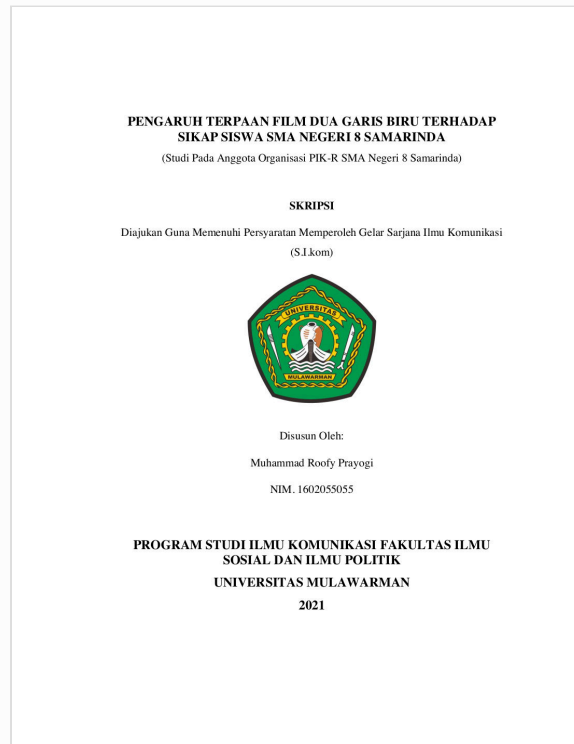 PENGARUH TERPAAN FILM DUA GARIS BIRU TERHADAP
SIKAP SISWA SMA NEGERI 8 SAMARINDA
(Studi Pada Anggota Organisasi PIK-R SMA Negeri 8 Samarinda)
SKRIPSI
Diajukan Guna Memenuhi Persyaratan Memperoleh Gelar Sarjana Ilmu Komunikasi
(S.I.kom)
UNIVERSITAS
MULAWARMAN
Disusun Oleh:
Muhammad Roofy Prayogi
NIM. 1602055055
PROGRAM STUDI ILMU KOMUNIKASI FAKULTAS ILMU
SOSIAL DAN ILMU POLITIK
UNIVERSITAS MULAWARMAN
2021